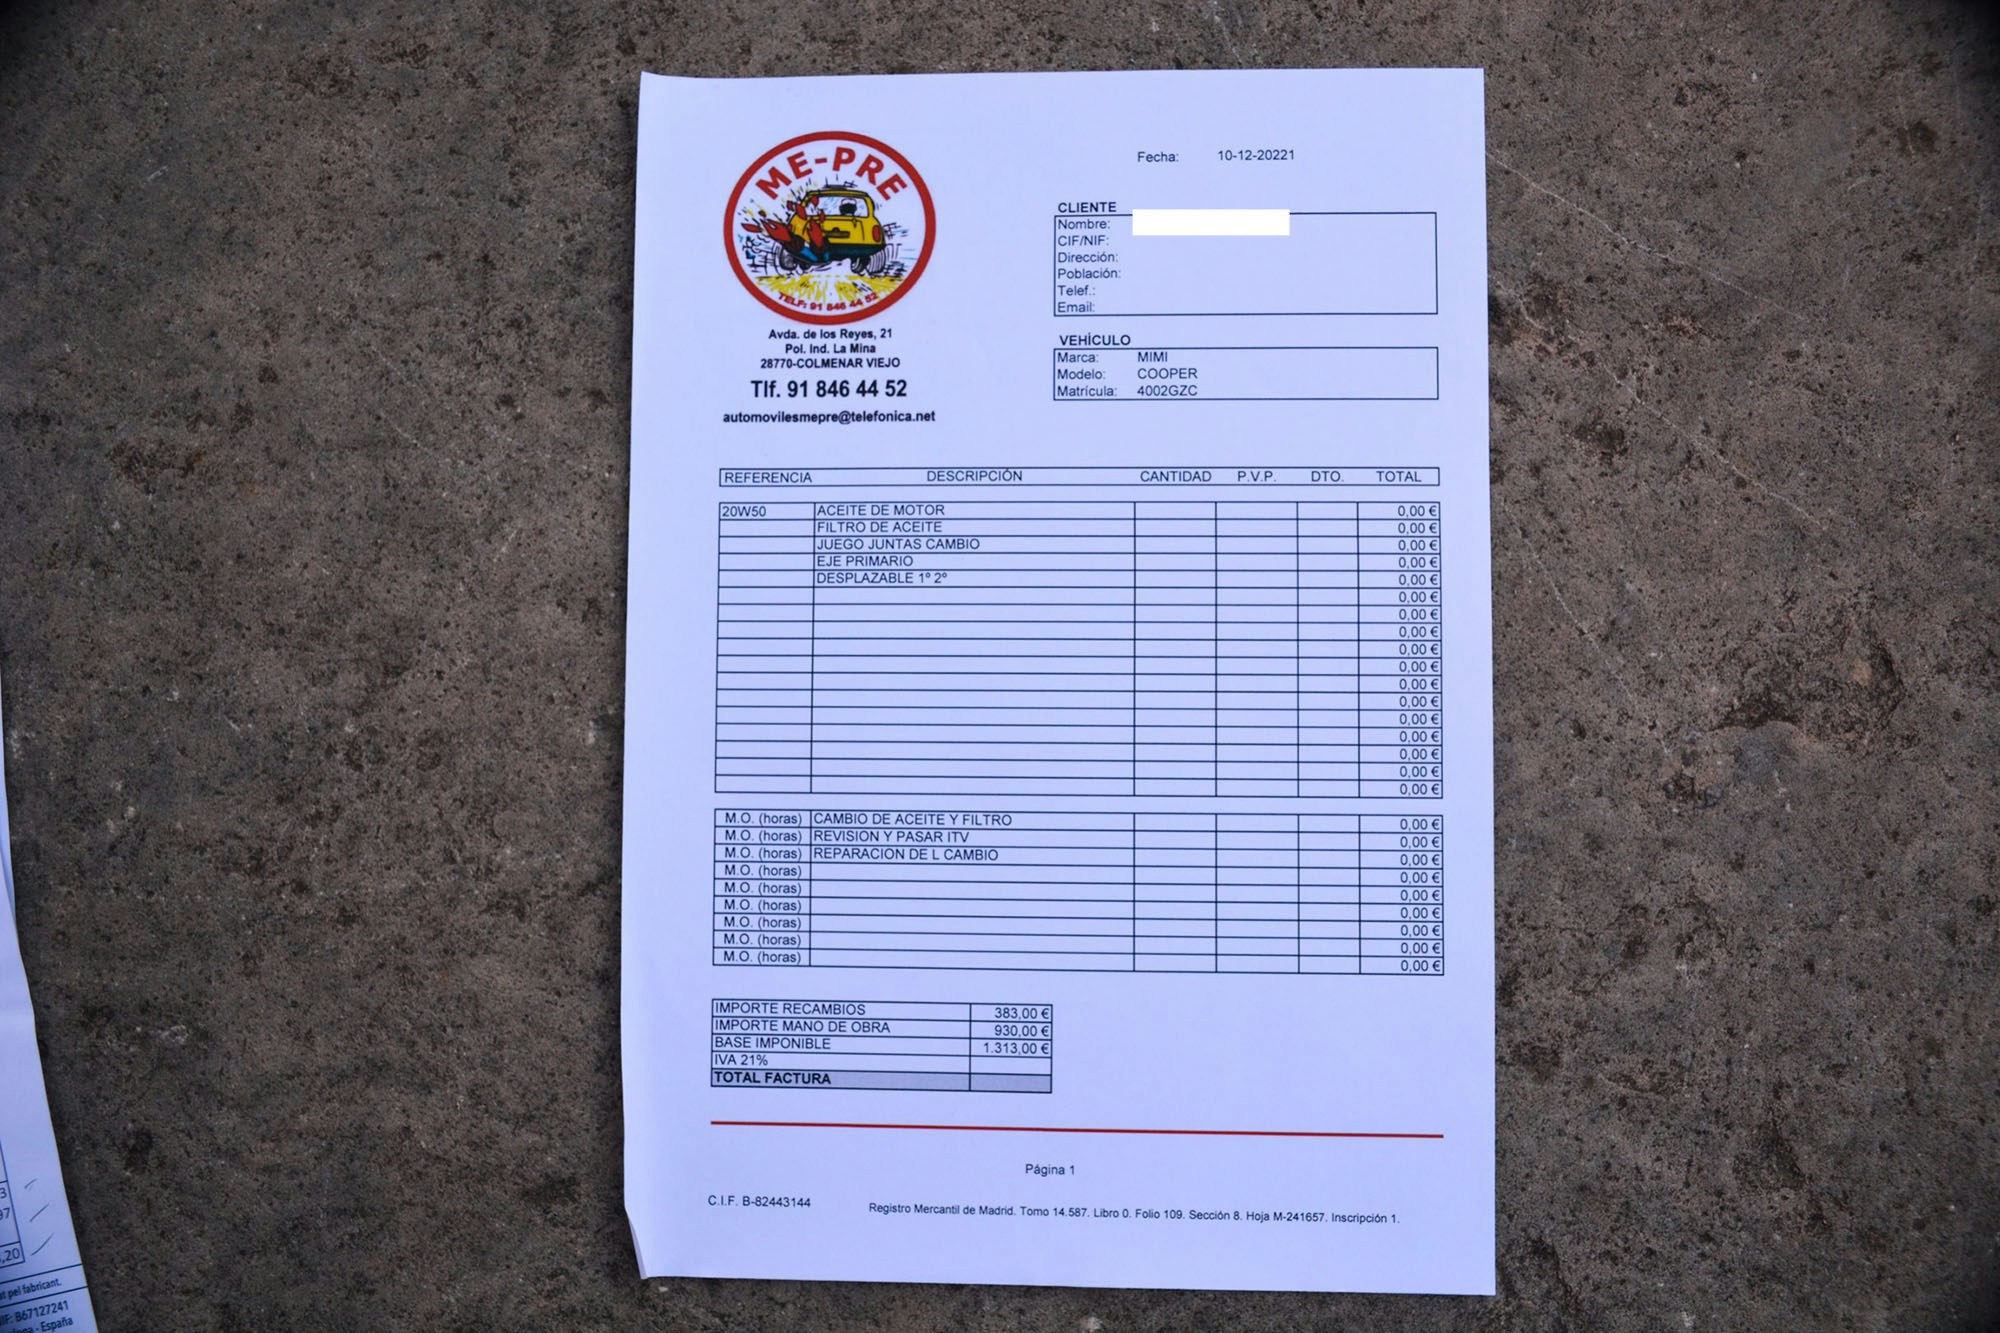 ME-PRE
TELF: 91 846 44 52
Avda. de los Reyes, 21
Pol. Ind. La Mina
28770-COLMENAR VIEJO
Tlf. 91 846 44 52
automovilesmepre@telefonica.net
Fecha: 10-12-20221
CLIENTE
Nombre:
CIF/NIF:
Dirección:
Población:
Telef.:
Email:
VEHÍCULO
Marca: MIMI
Modelo: COOPER
Matrícula: 4002GZC
REFERENCIA DESCRIPCIÓN CANTIDAD P.V.P. DTO. TOTAL
20W50 ACEITE DE MOTOR 0,00 €
FILTRO DE ACEITE 0,00 €
JUEGO JUNTAS CAMBIO 0,00 €
EJE PRIMARIO 0,00 €
DESPLAZABLE 1º 2º 0,00 €
0,00 €
0,00 €
0,00 €
0,00 €
0,00 €
0,00 €
0,00 €
0,00 €
0,00 €
0,00 €
0,00 €
0,00 €
M.O. (horas) CAMBIO DE ACEITE Y FILTRO 0,00 €
M.O. (horas) REVISION Y PASAR ITV 0,00 €
M.O. (horas) REPARACION DE L CAMBIO 0,00 €
M.O. (horas) 0,00 €
M.O. (horas) 0,00 €
M.O. (horas) 0,00 €
M.O. (horas) 0,00 €
M.O. (horas) 0,00 €
M.O. (horas) 0,00 €
IMPORTE RECAMBIOS 383,00 €
IMPORTE MANO DE OBRA 930,00 €
BASE IMPONIBLE 1.313,00 €
IVA 21%
TOTAL FACTURA
Página 1
C.I.F. B-82443144
Registro Mercantil de Madrid. Tomo 14.587. Libro 0. Folio 109. Sección 8. Hoja M-241657. Inscripción 1.
3
97
,20
pel fabricant.
B67127241
- España